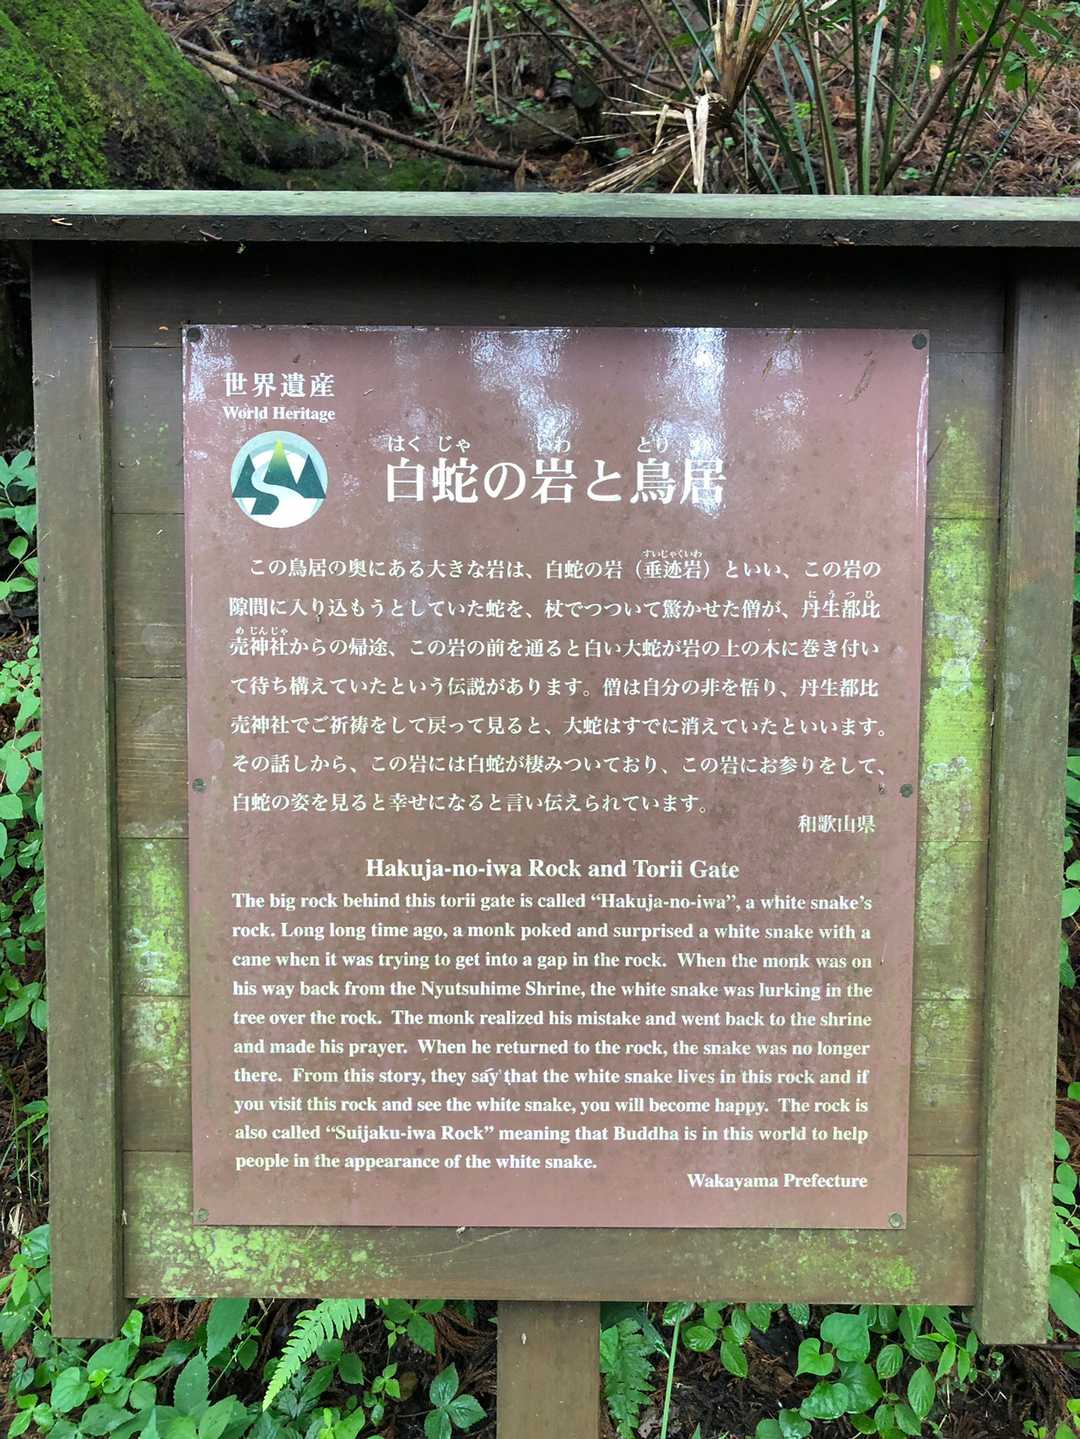 世界遺産
World Heritage
はくじゃ いわ とりい
白蛇の岩と鳥居
すいじゃくいわ
この鳥居の奥にある大きな岩は、白蛇の岩（垂迹岩）といい、この岩の
にうつひ
隙間に入り込もうとしていた蛇を、杖でつついて驚かせた僧が、丹生都比
めじんじゃ
売神社からの帰途、この岩の前を通ると白い大蛇が岩の上の木に巻き付い
て待ち構えていたという伝説があります。僧は自分の非を悟り、丹生都比
売神社でご祈祷をして戻って見ると、大蛇はすでに消えていたといいます。
その話しから、この岩には白蛇が棲みついており、この岩にお参りをして、
白蛇の姿を見ると幸せになると言い伝えられています。
和歌山県
Hakuja-no-iwa Rock and Torii Gate
The big rock behind this torii gate is called “Hakuja-no-iwa”, a white snake’s
rock. Long long time ago, a monk poked and surprised a white snake with a
cane when it was trying to get into a gap in the rock. When the monk was on
his way back from the Nyutsuhime Shrine, the white snake was lurking in the
tree over the rock. The monk realized his mistake and went back to the shrine
and made his prayer. When he returned to the rock, the snake was no longer
there. From this story, they say that the white snake lives in this rock and if
you visit this rock and see the white snake, you will become happy. The rock is
also called “Suijaku-iwa Rock” meaning that Buddha is in this world to help
people in the appearance of the white snake.
Wakayama Prefecture